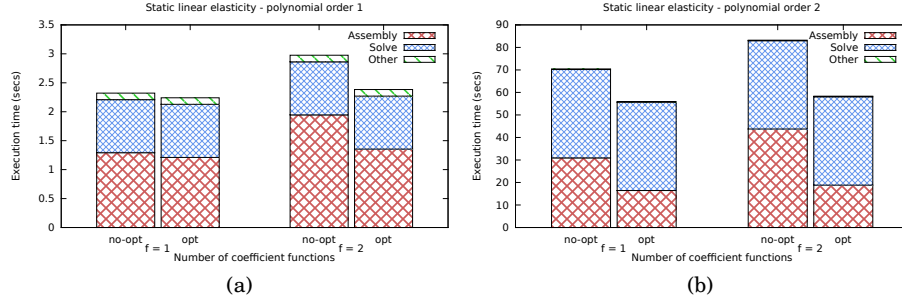 Static linear elasticity - polynomial order 1
3.5
3
2.5
2
1.5
1
0.5
0
Execution time (secs)
Assembly
Solve
Other
no-opt opt no-opt opt
f = 1 f = 2
Number of coefficient functions
(a)
Static linear elasticity - polynomial order 2
90
80
70
60
50
40
30
20
10
0
Execution time (secs)
Assembly
Solve
Other
no-opt opt no-opt opt
f = 1 f = 2
Number of coefficient functions
(b)